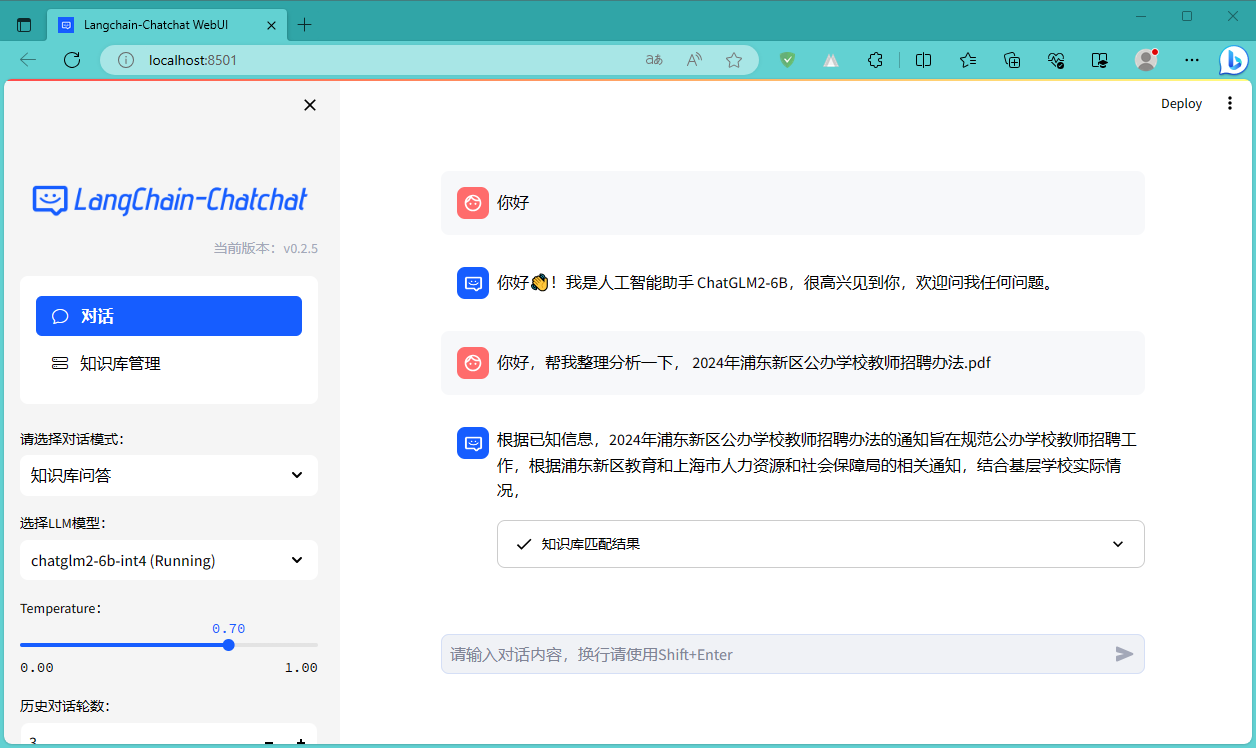 Langchain-Chatchat WebUI
localhost:8501
Deploy
LangChain-Chatchat
当前版本：v0.2.5
对话
知识库管理
请选择对话模式：
知识库问答
选择LLM模型：
chatglm2-6b-int4 (Running)
Temperature：
0.70
0.00 1.00
历史对话轮数：
3
你好
你好👏！我是人工智能助手 ChatGLM2-6B，很高兴见到你，欢迎问我任何问题。
你好，帮我整理分析一下， 2024年浦东新区公办学校教师招聘办法.pdf
根据已知信息，2024年浦东新区公办学校教师招聘办法的通知旨在规范公办学校教师招聘工
作，根据浦东新区教育和上海市人力资源和社会保障局的相关通知，结合基层学校实际情
况，
知识库匹配结果
请输入对话内容，换行请使用Shift+Enter